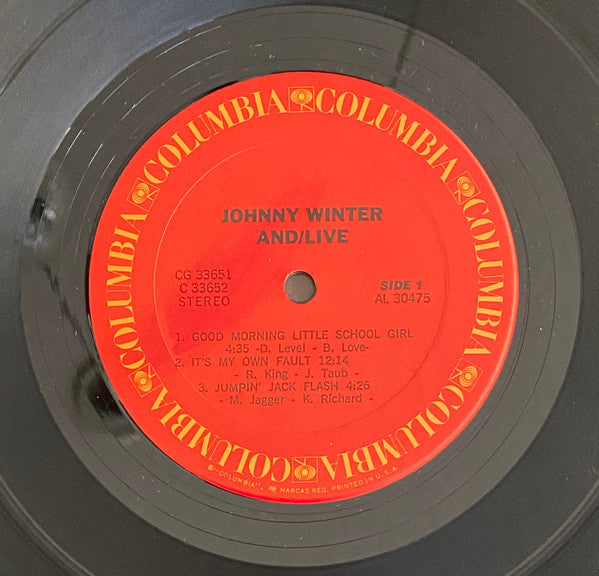 COLUMBIA COLUMBIA COLUMBIA COLUMBIA COLUMBIA COLUMBIA
JOHNNY WINTER
AND/LIVE
CG 33651
C 33652
STEREO
SIDE 1
AL 30475
1. GOOD MORNING LITTLE SCHOOL GIRL
4:35 -D. Level - B. Love-
2. IT'S MY OWN FAULT 12:14
- R. King - J. Taub -
3. JUMPIN' JACK FLASH 4:26
- M. Jagger - K. Richard -
℗"COLUMBIA", MARCAS REG. PRINTED IN U.S.A.